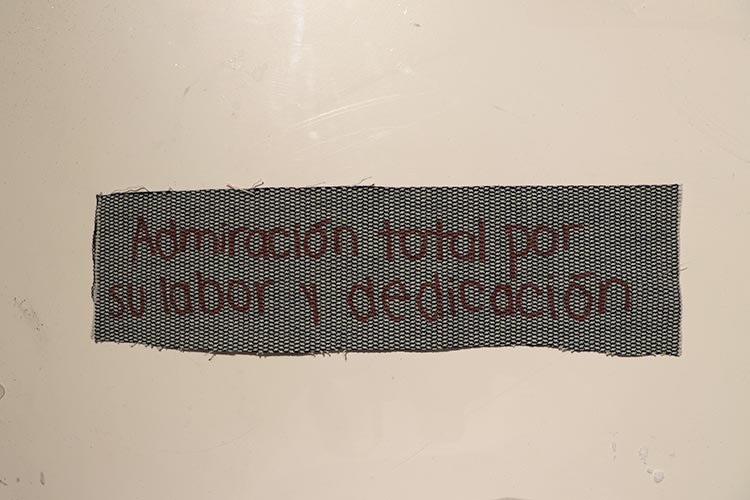 Admiración total por
su labor y dedicación